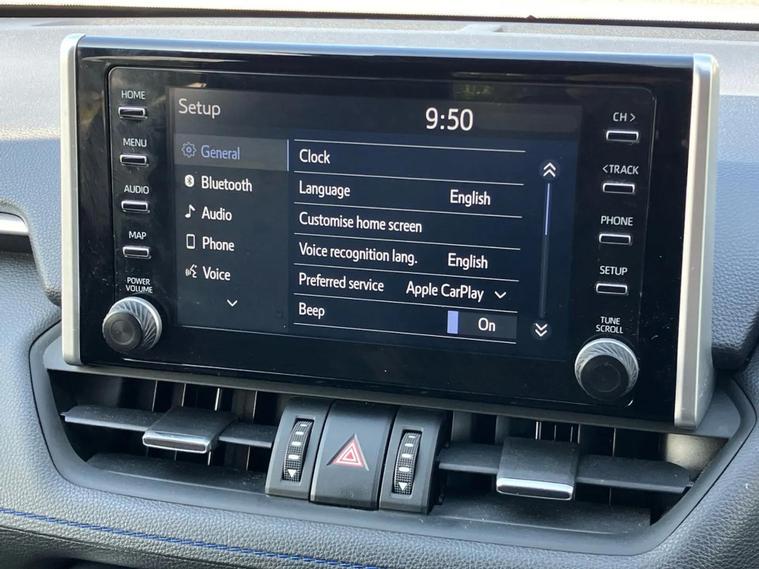 HOME
MENU
AUDIO
MAP
POWER
VOLUME
Setup
9:50
General
Bluetooth
Audio
Phone
Voice
Clock
Language English
Customise home screen
Voice recognition lang. English
Preferred service Apple CarPlay
Beep On
CH >
< TRACK
PHONE
SETUP
TUNE
SCROLL